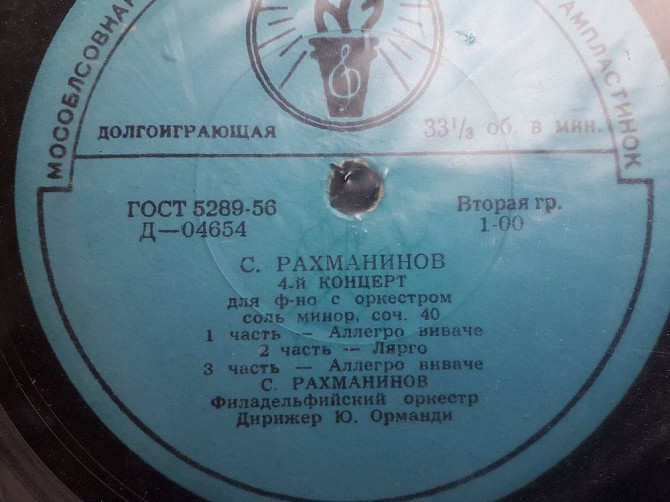 МОСОБЛСОВНАР
АМПЛАСТИНОК
ДОЛГОИГРАЮЩАЯ 33⅓ об. в мин.
ГОСТ 5289-56 Вторая гр.
Д—04654 1-00
С. РАХМАНИНОВ
4-й КОНЦЕРТ
для ф-но с оркестром
соль минор, соч. 40
1 часть — Аллегро виваче
2 часть — Лярго
3 часть — Аллегро виваче
С. РАХМАНИНОВ
Филадельфийский оркестр
Дирижер Ю. Орманди